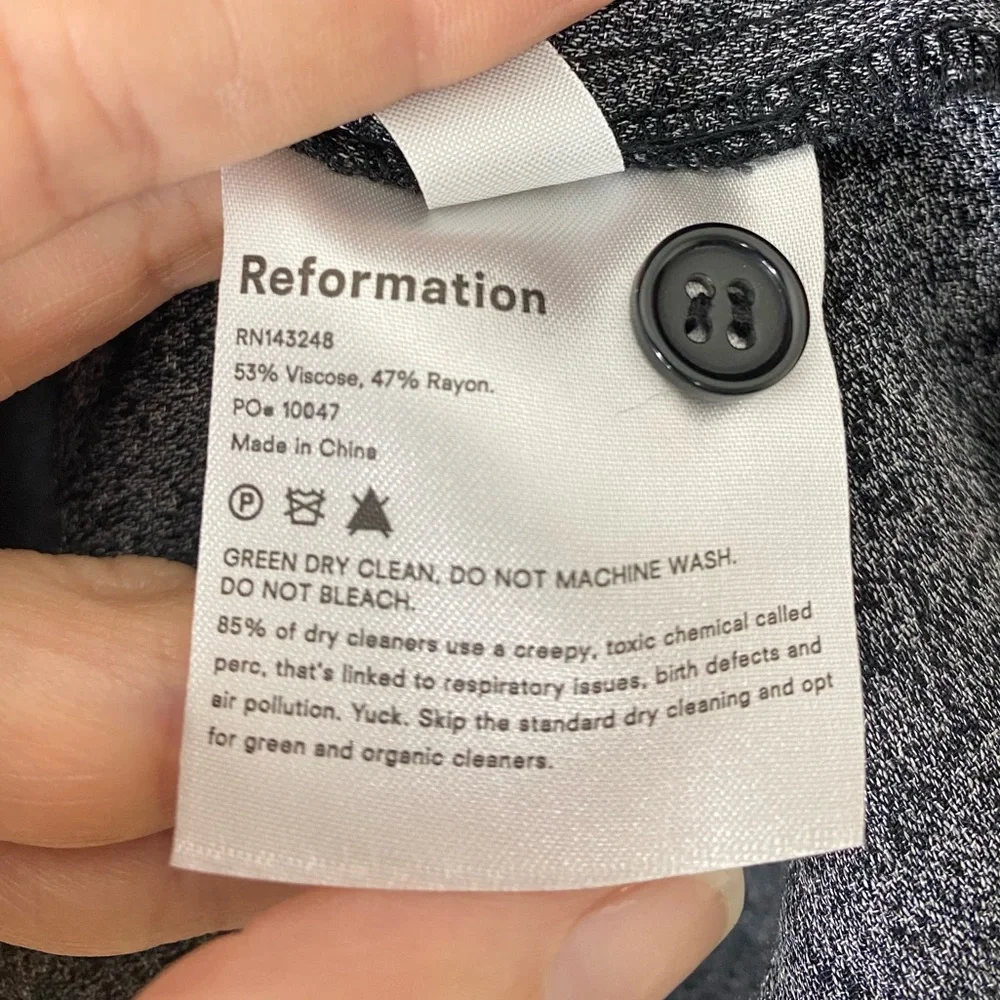 Reformation
RN143248
53% Viscose, 47% Rayon.
PO# 10047
Made in China
P
GREEN DRY CLEAN, DO NOT MACHINE WASH.
DO NOT BLEACH.
85% of dry cleaners use a creepy, toxic chemical called
perc, that's linked to respiratory issues, birth defects and
air pollution. Yuck. Skip the standard dry cleaning and opt
for green and organic cleaners.